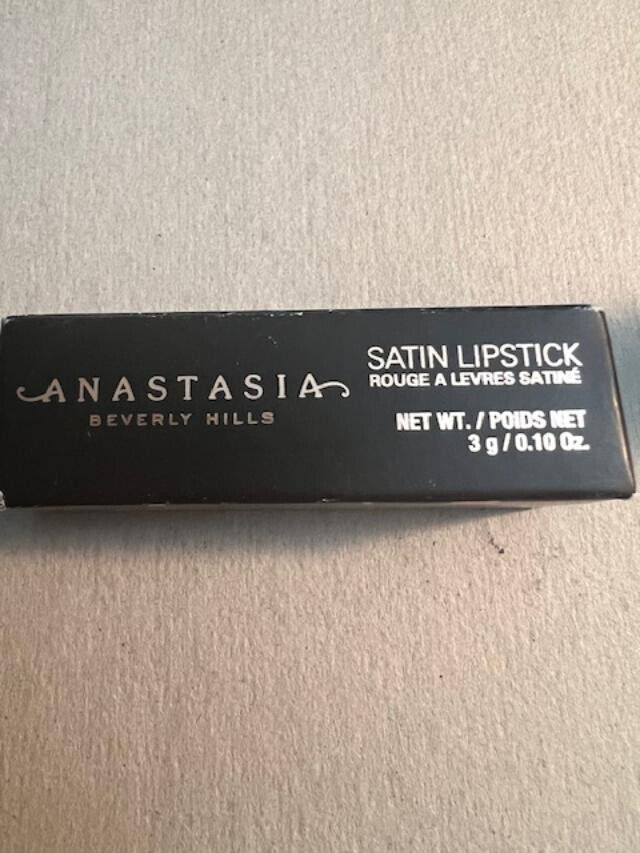 ANASTASIA
BEVERLY HILLS
SATIN LIPSTICK
ROUGE A LEVRES SATINÉ
NET WT. / POIDS NET
3 g / 0.10 Oz.